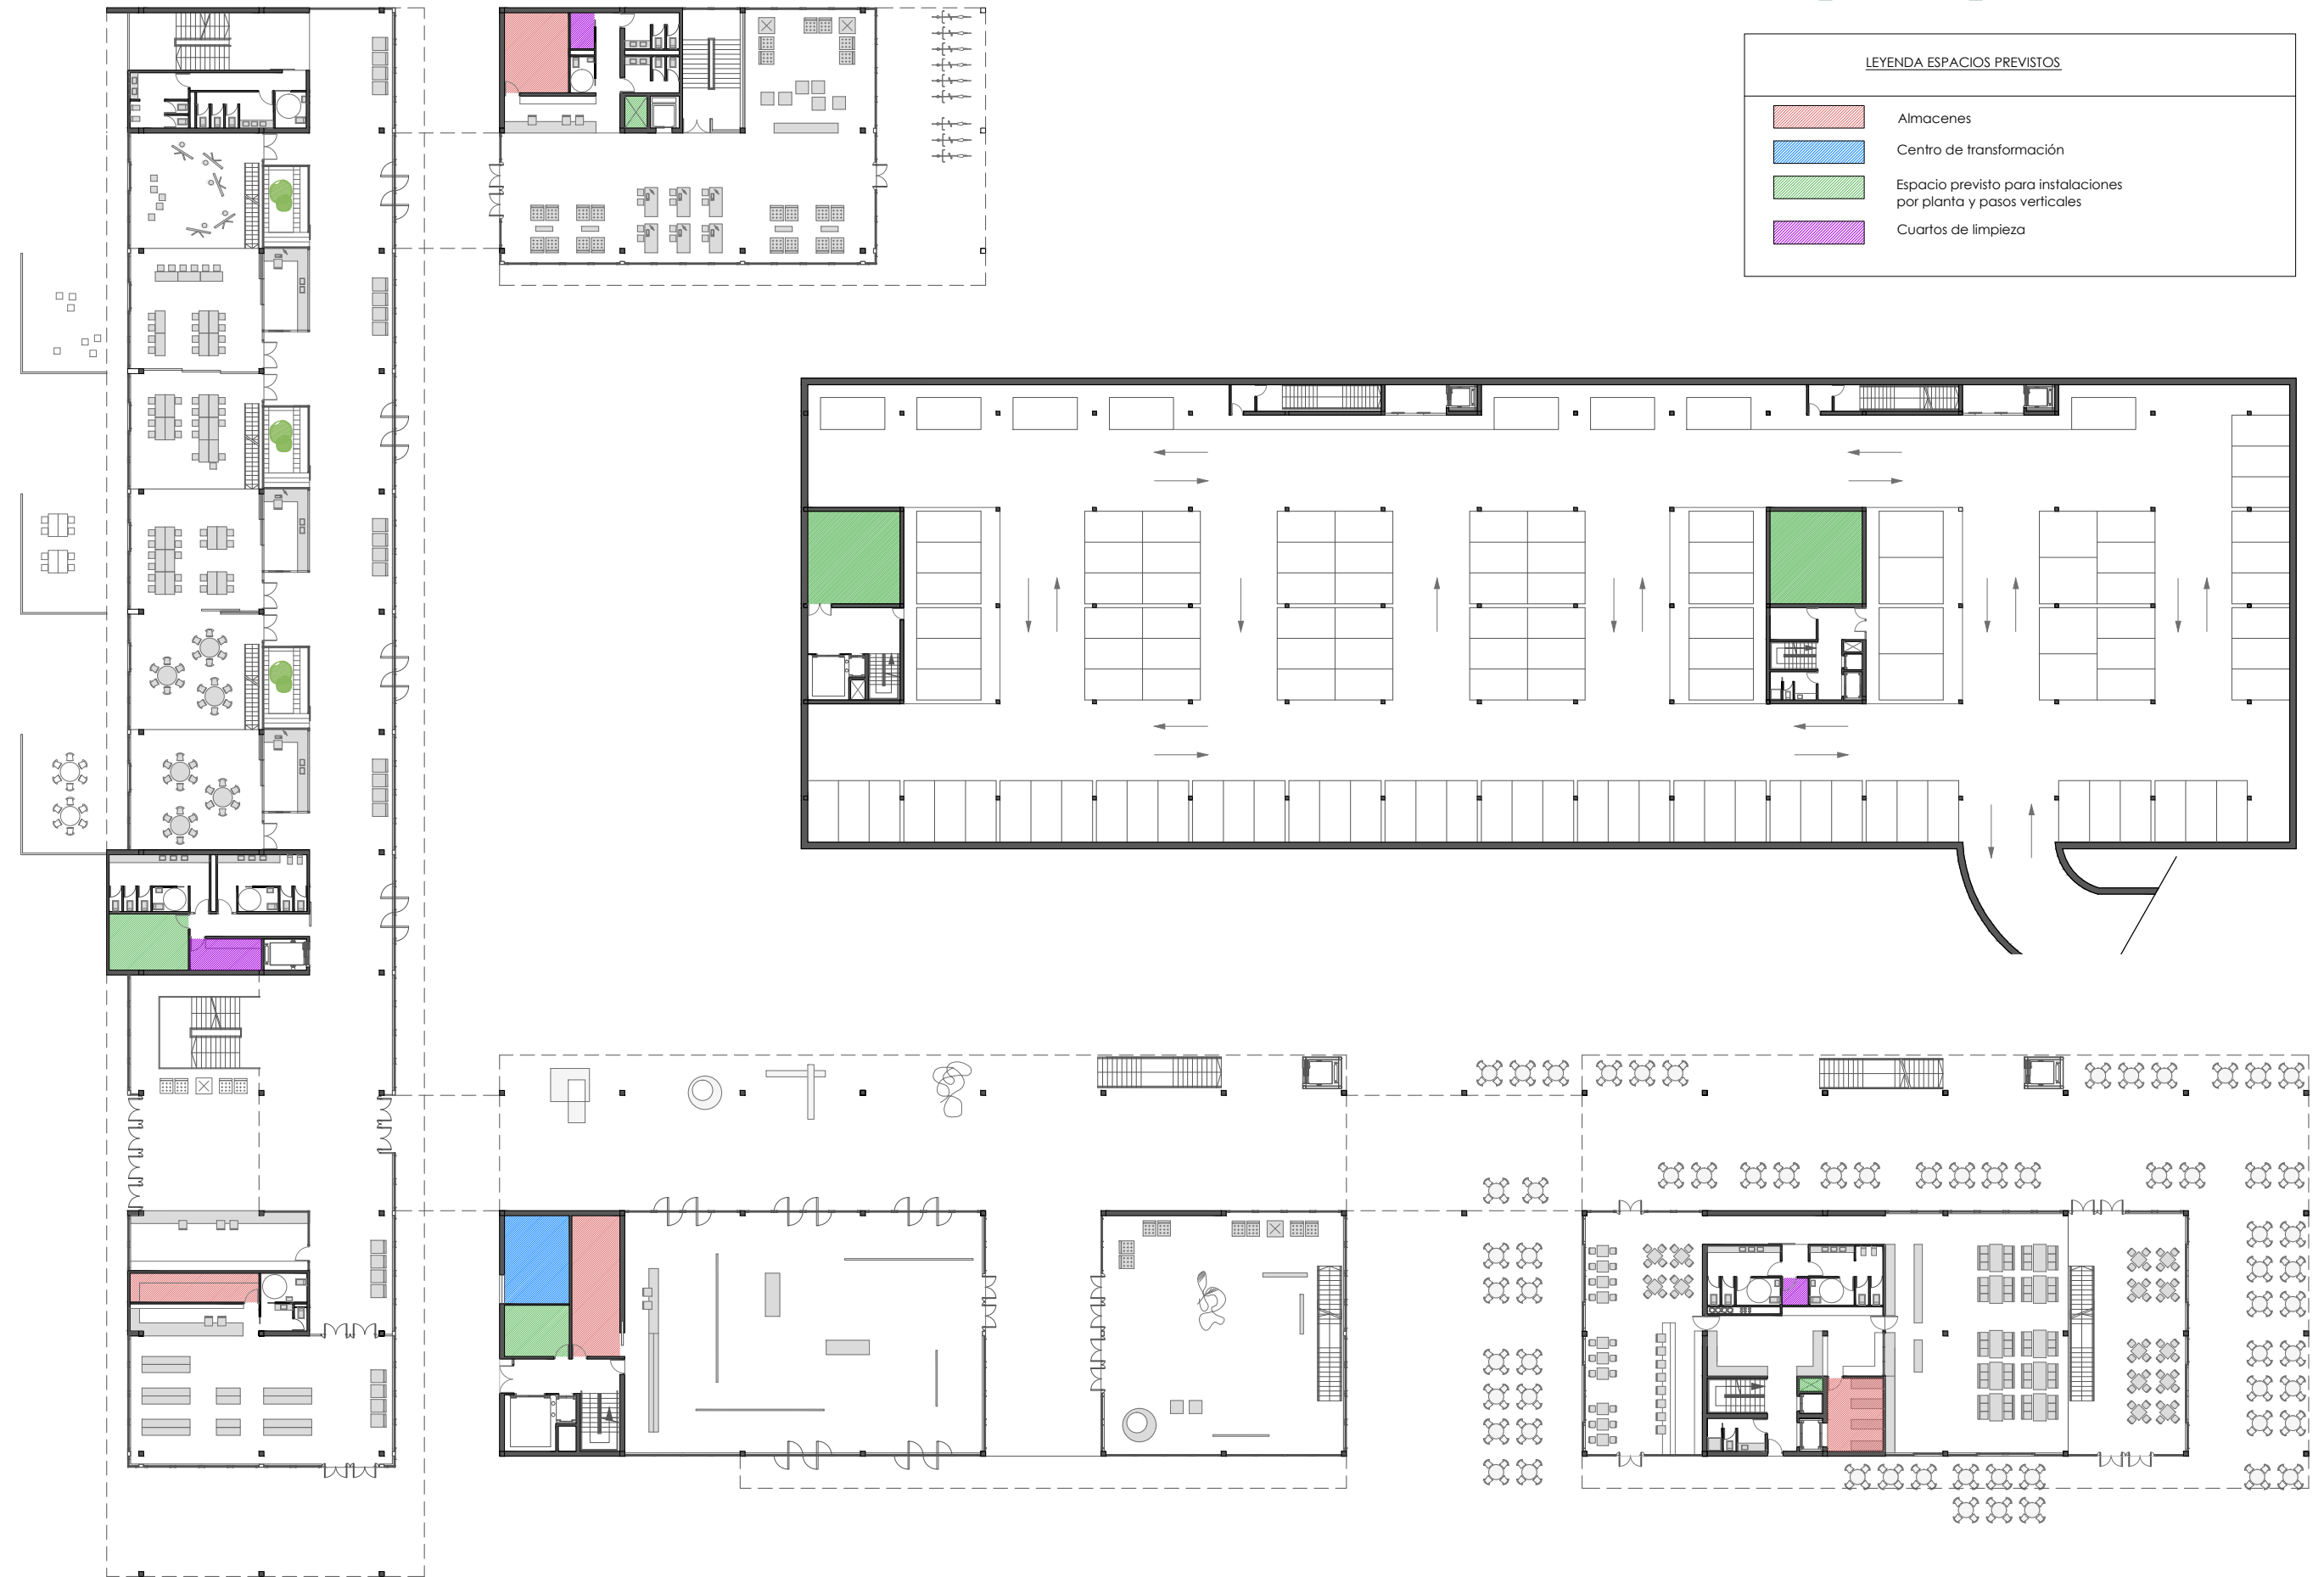 LEYENDA ESPACIOS PREVISTOS
Almacenes
Centro de transformación
Espacio previsto para instalaciones
por planta y pasos verticales
Cuartos de limpieza